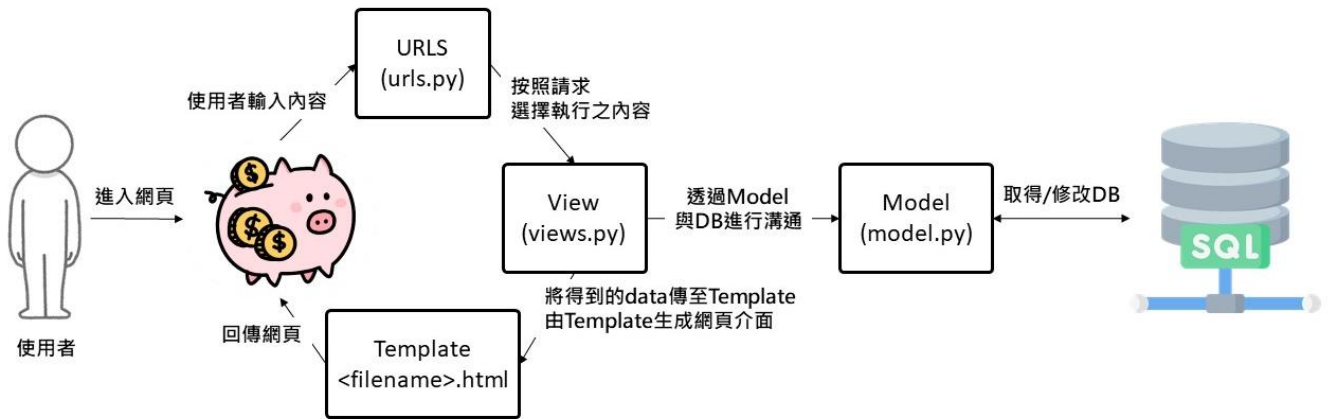 URLS
(urls.py)
使用者輸入內容
按照請求
選擇執行之內容
進入網頁
View
(views.py)
透過Model
與DB進行溝通
Model
(model.py)
取得/修改DB
SQL
將得到的data傳至Template
由Template生成網頁介面
回傳網頁
使用者
Template
<filename>.html
$
$
$